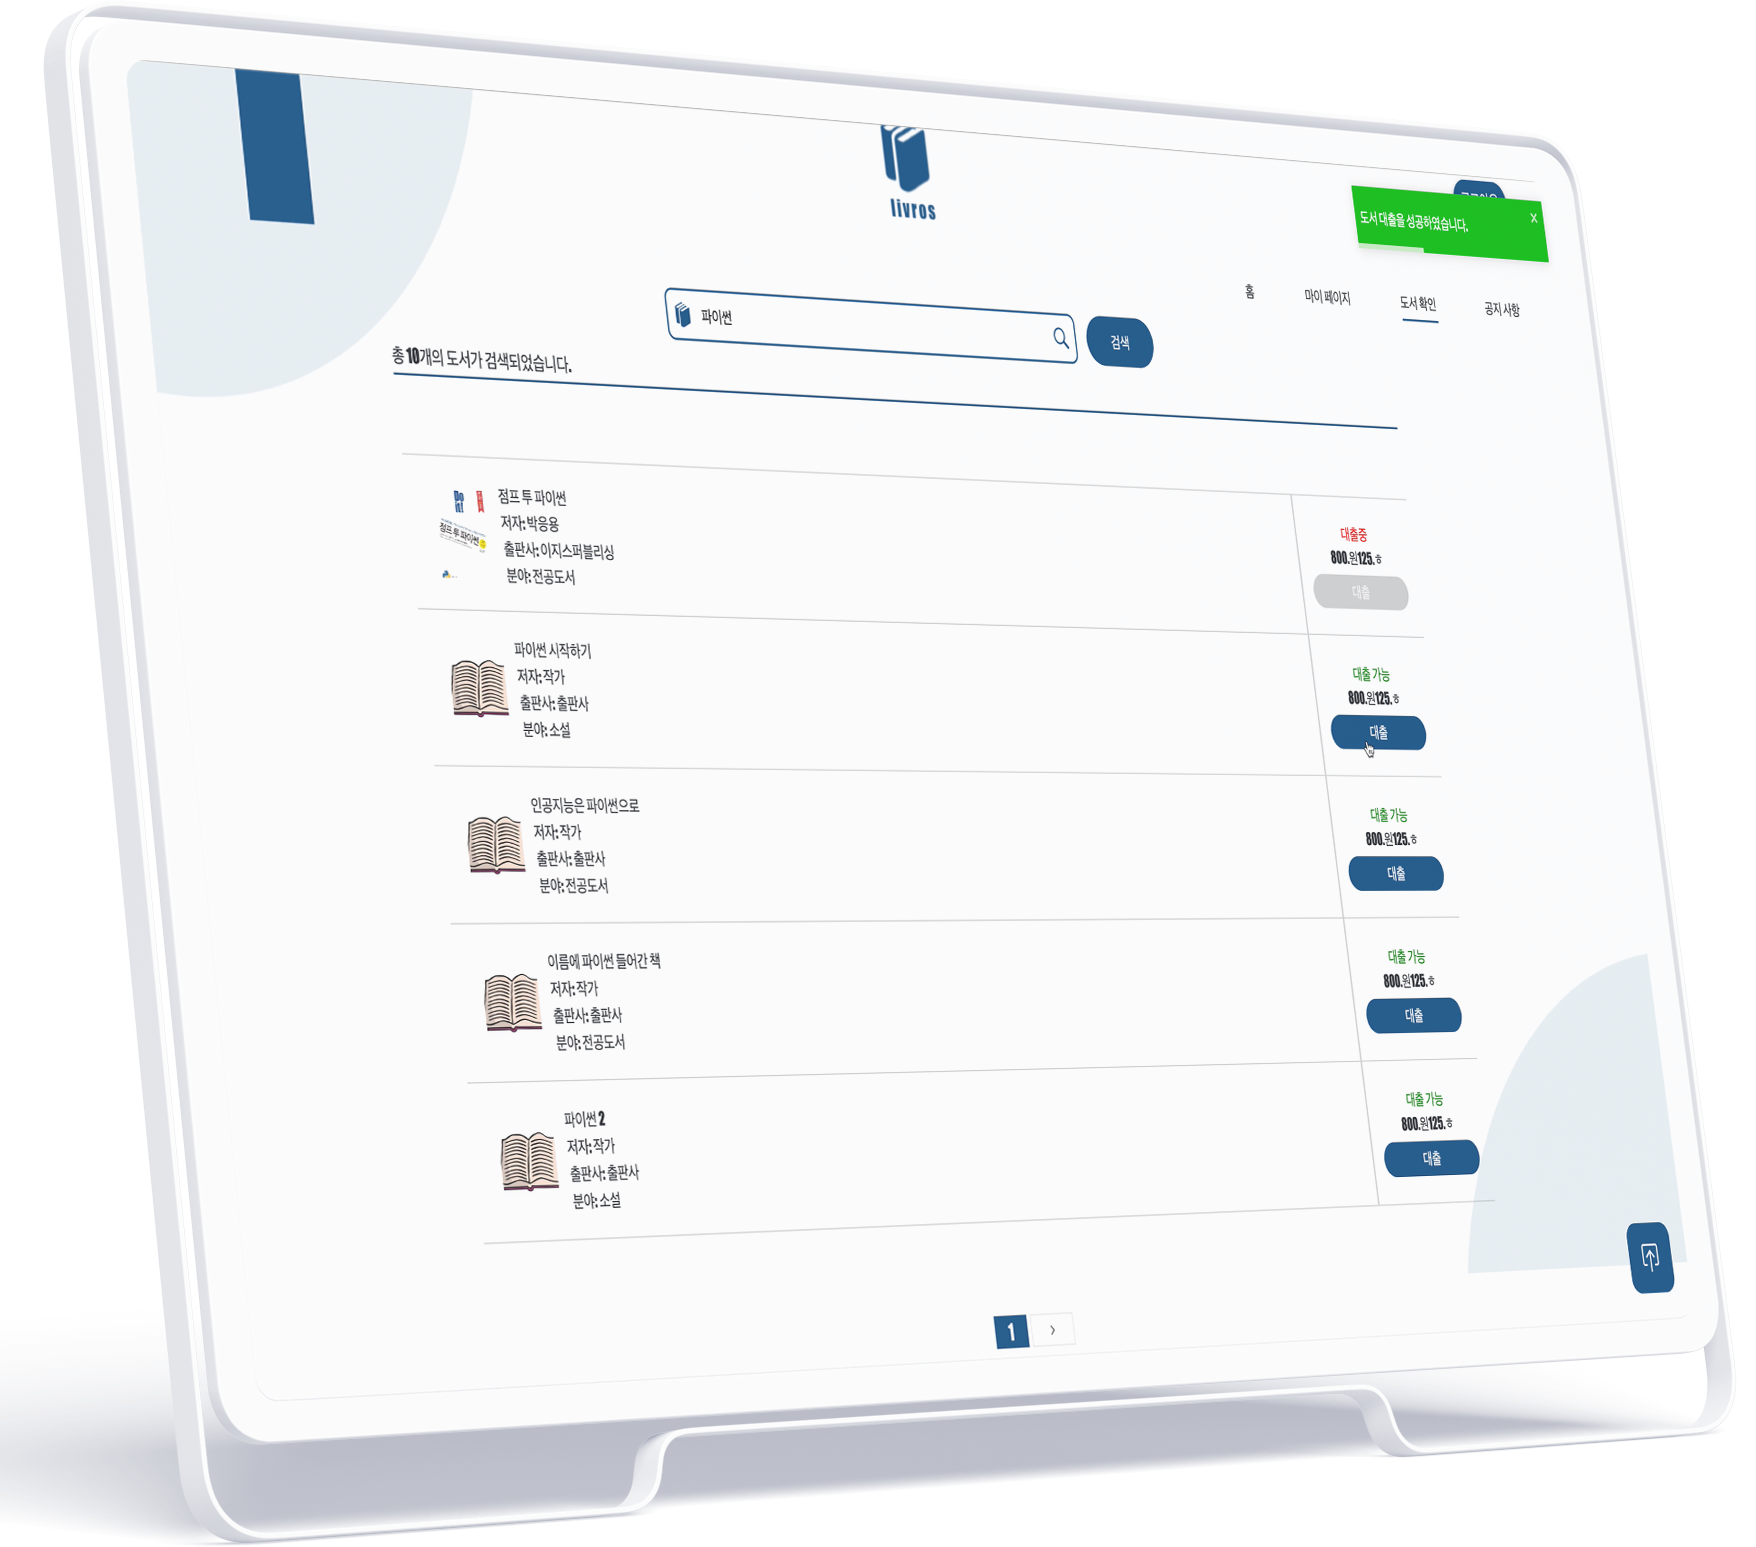 livros
도서 대출을 성공하였습니다.
x
홈
마이 페이지
도서 확인
공지 사항
파이썬
검색
총 10개의 도서가 검색되었습니다.
Do it!
점프 투 파이썬
점프 투 파이썬
저자: 박응용
출판사: 이지스퍼블리싱
분야: 전공도서
대출중
800.원125.ㅎ
대출
파이썬 시작하기
저자: 작가
출판사: 출판사
분야: 소설
대출 가능
800.원125.ㅎ
대출
인공지능은 파이썬으로
저자: 작가
출판사: 출판사
분야: 전공도서
대출 가능
800.원125.ㅎ
대출
이름에 파이썬 들어간 책
저자: 작가
출판사: 출판사
분야: 전공도서
대출 가능
800.원125.ㅎ
대출
파이썬 2
저자: 작가
출판사: 출판사
분야: 소설
대출 가능
800.원125.ㅎ
대출
1